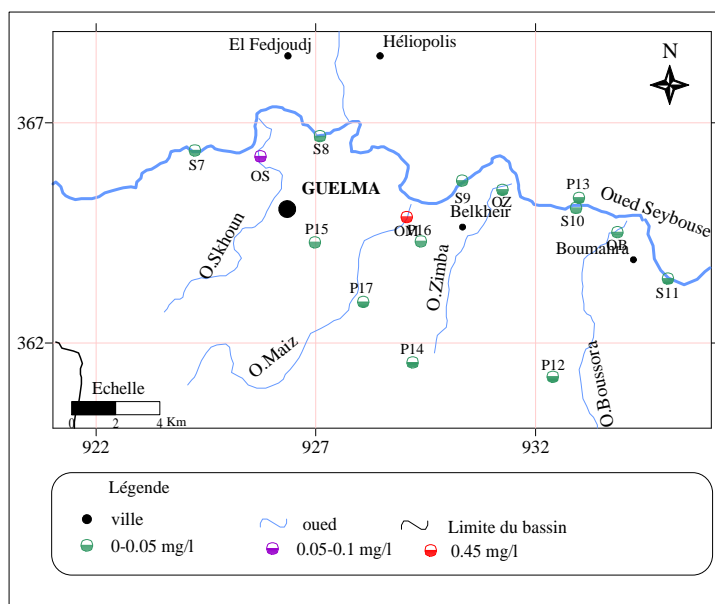 El Fedjoudj
Héliopolis
N
367
S7
S8
OS
GUELMA
S9
OZ
P13
S10
Oued Seybouse
Belkheir
O.Skhoun
P15
OM
P16
OB
Boumahra
S11
O.Zimba
P17
O.Maiz
362
P14
P12
O.Boussora
Echelle
0 2 4 Km
922 927 932
Légende
ville
oued
Limite du bassin
0-0.05 mg/l
0.05-0.1 mg/l
0.45 mg/l